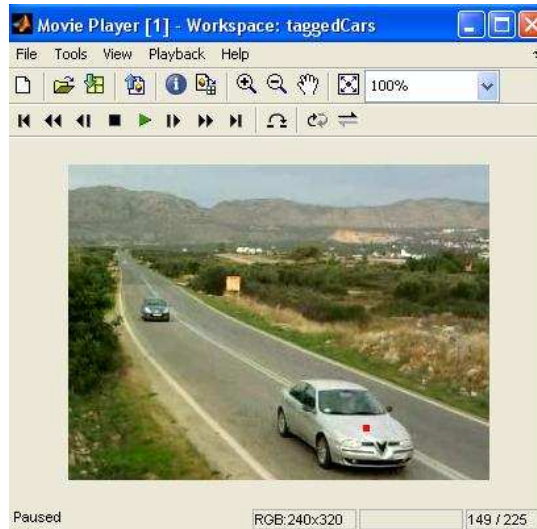 Movie Player [1] - Workspace: taggedCars
File Tools View Playback Help
100%
Paused
RGB:240x320
149 / 225